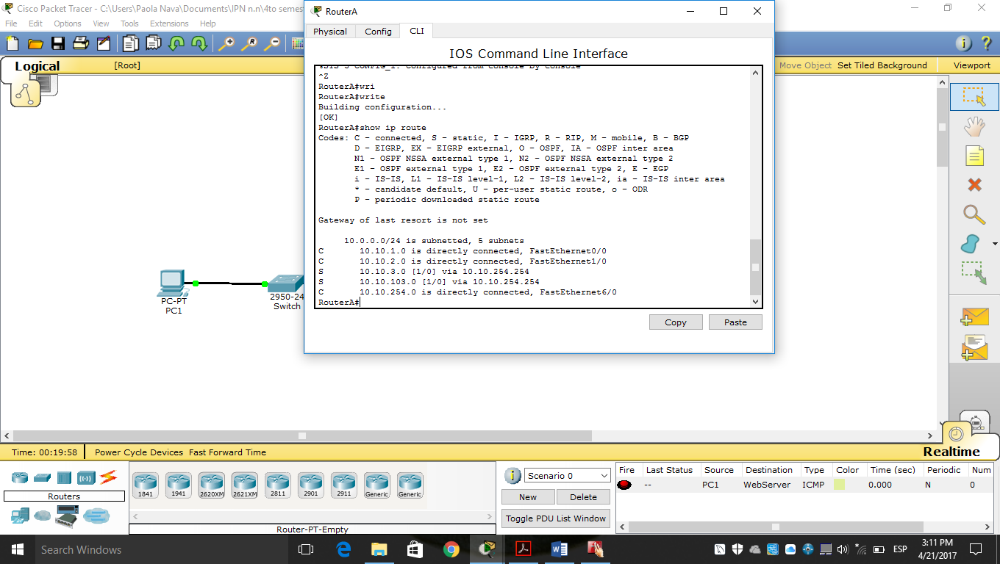 Cisco Packet Tracer - C:\Users\Paola Nava\Documents\IPN n.n\4to semes
File Edit Options View Tools Extensions Help
Logical
[Root]
Move Object Set Tiled Background Viewport
RouterA
Physical Config CLI
IOS Command Line Interface
%SYS-5-CONFIG_I: Configured from console by console
^Z
RouterA#wri
RouterA#write
Building configuration...
[OK]
RouterA#show ip route
Codes: C - connected, S - static, I - IGRP, R - RIP, M - mobile, B - BGP
D - EIGRP, EX - EIGRP external, O - OSPF, IA - OSPF inter area
N1 - OSPF NSSA external type 1, N2 - OSPF NSSA external type 2
E1 - OSPF external type 1, E2 - OSPF external type 2, E - EGP
i - IS-IS, L1 - IS-IS level-1, L2 - IS-IS level-2, ia - IS-IS inter area
* - candidate default, U - per-user static route, o - ODR
P - periodic downloaded static route
Gateway of last resort is not set
10.0.0.0/24 is subnetted, 5 subnets
C 10.10.1.0 is directly connected, FastEthernet0/0
C 10.10.2.0 is directly connected, FastEthernet1/0
S 10.10.3.0 [1/0] via 10.10.254.254
S 10.10.103.0 [1/0] via 10.10.254.254
C 10.10.254.0 is directly connected, FastEthernet6/0
RouterA#
Copy Paste
PC-PT
PC1
2950-24
Switch
Time: 00:19:58 Power Cycle Devices Fast Forward Time
Realtime
Routers
1841 1941 2620XM 2621XM 2811 2901 2911 Generic Generic
Router-PT-Empty
Scenario 0
New Delete
Toggle PDU List Window
Fire Last Status Source Destination Type Color Time (sec) Periodic Num
-- PC1 WebServer ICMP 0.000 N 0
Search Windows
ESP
3:11 PM
4/21/2017